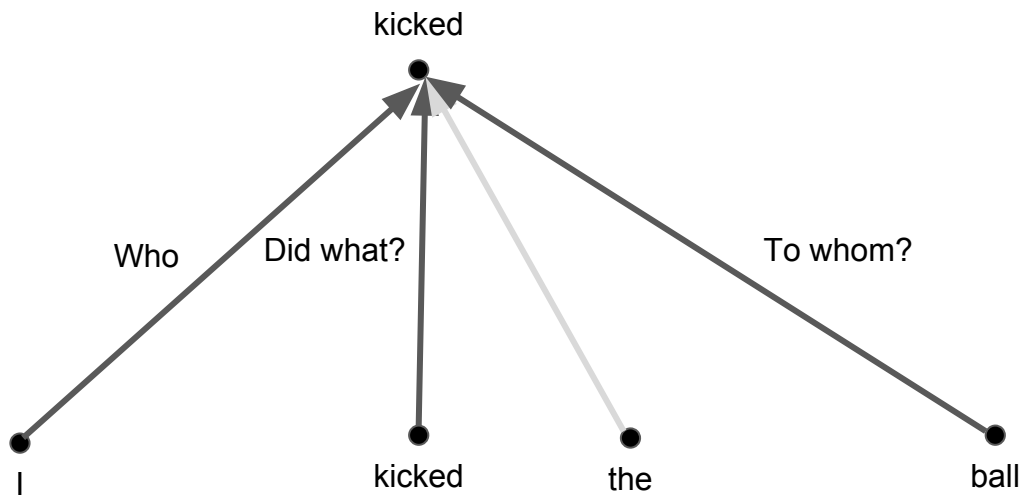 kicked
Who
Did what?
To whom?
I
kicked
the
ball